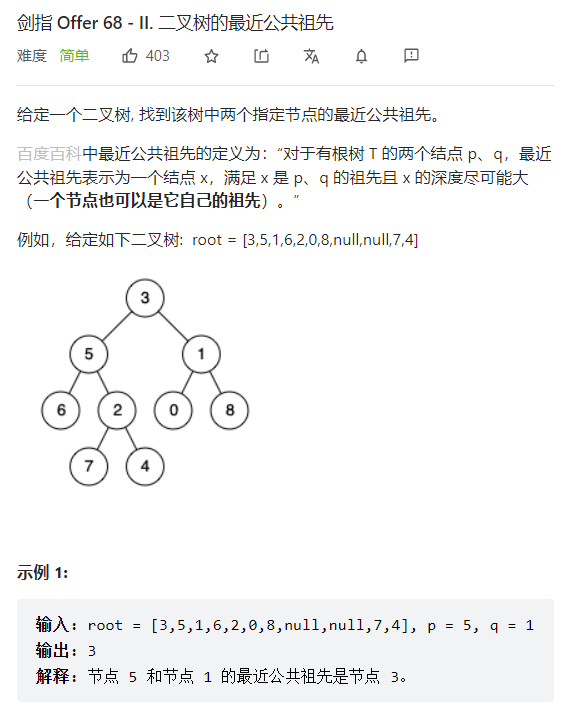 剑指 Offer 68 - II. 二叉树的最近公共祖先
难度 简单 403
给定一个二叉树, 找到该树中两个指定节点的最近公共祖先。
百度百科中最近公共祖先的定义为：“对于有根树 T 的两个结点 p、q，最近
公共祖先表示为一个结点 x，满足 x 是 p、q 的祖先且 x 的深度尽可能大
（一个节点也可以是它自己的祖先）。”
例如，给定如下二叉树: root = [3,5,1,6,2,0,8,null,null,7,4]
3
5 1
6 2 0 8
7 4
示例 1:
输入: root = [3,5,1,6,2,0,8,null,null,7,4], p = 5, q = 1
输出: 3
解释: 节点 5 和节点 1 的最近公共祖先是节点 3。